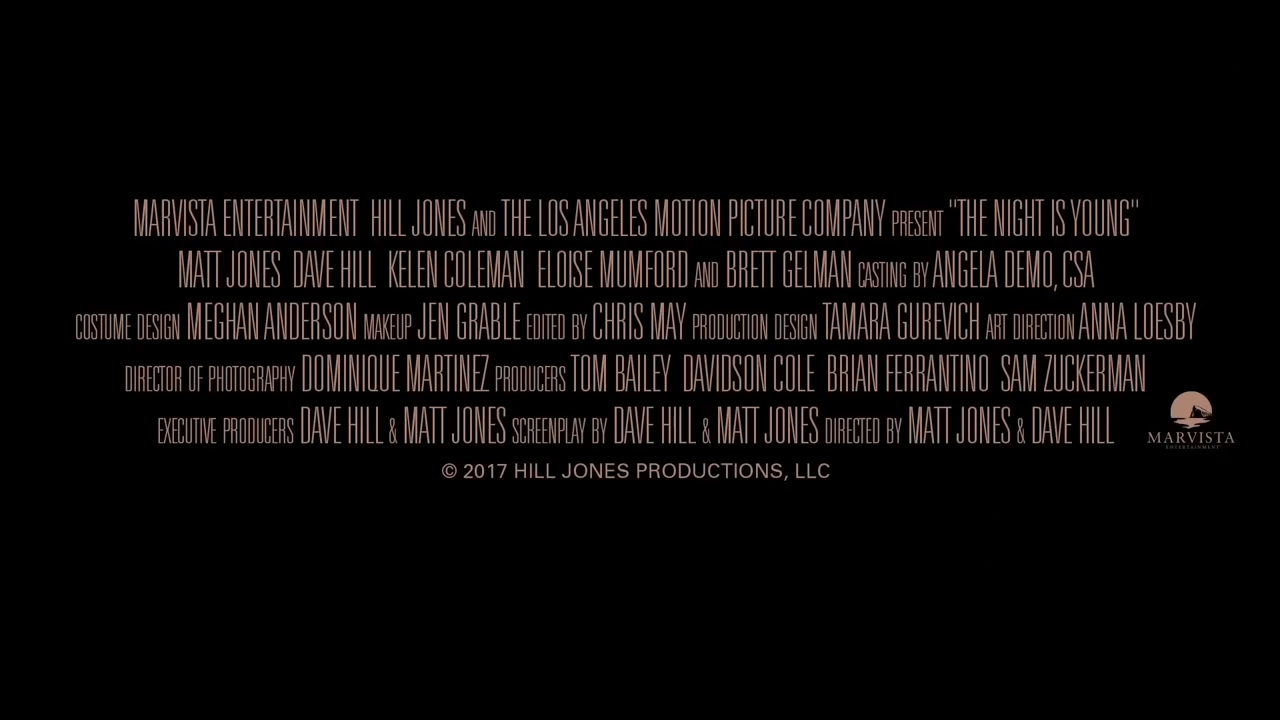 MARVISTA ENTERTAINMENT HILL JONES AND THE LOS ANGELES MOTION PICTURE COMPANY PRESENT "THE NIGHT IS YOUNG"
MATT JONES DAVE HILL KELEN COLEMAN ELOISE MUMFORD AND BRETT GELMAN CASTING BY ANGELA DEMO, CSA
COSTUME DESIGN MEGHAN ANDERSON MAKEUP JEN GRABLE EDITED BY CHRIS MAY PRODUCTION DESIGN TAMARA GUREVICH ART DIRECTION ANNA LOESBY
DIRECTOR OF PHOTOGRAPHY DOMINIQUE MARTINEZ PRODUCERS TOM BAILEY DAVIDSON COLE BRIAN FERRANTINO SAM ZUCKERMAN
EXECUTIVE PRODUCERS DAVE HILL & MATT JONES SCREENPLAY BY DAVE HILL & MATT JONES DIRECTED BY MATT JONES & DAVE HILL
MARVISTA
ENTERTAINMENT
© 2017 HILL JONES PRODUCTIONS, LLC